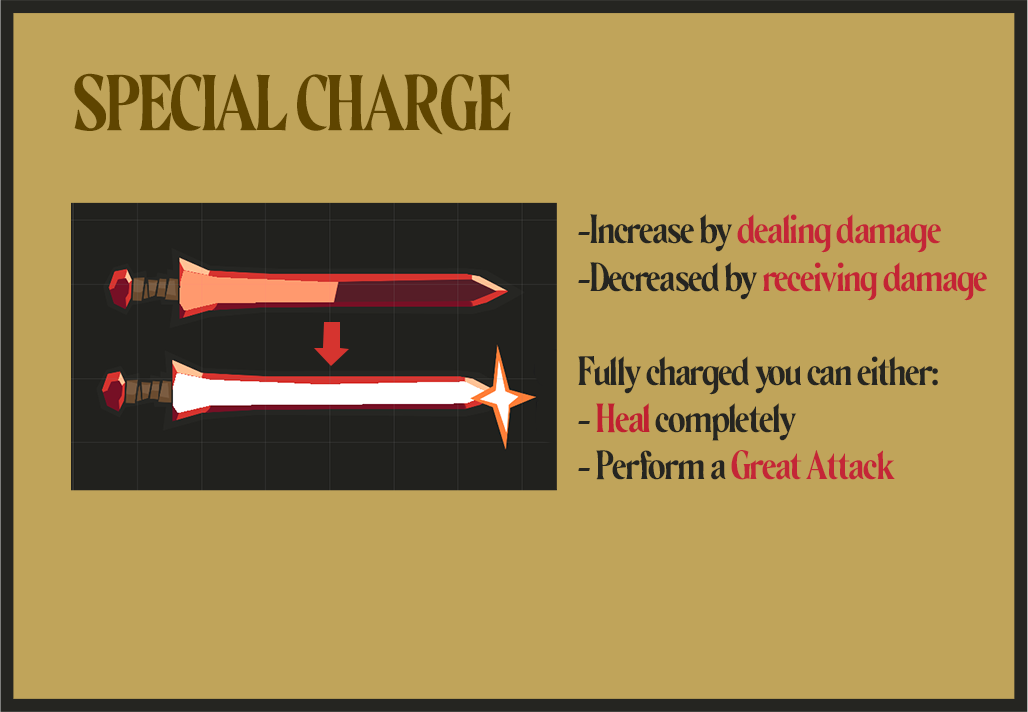 SPECIAL CHARGE
-Increase by dealing damage
-Decreased by receiving damage
Fully charged you can either:
- Heal completely
- Perform a Great Attack